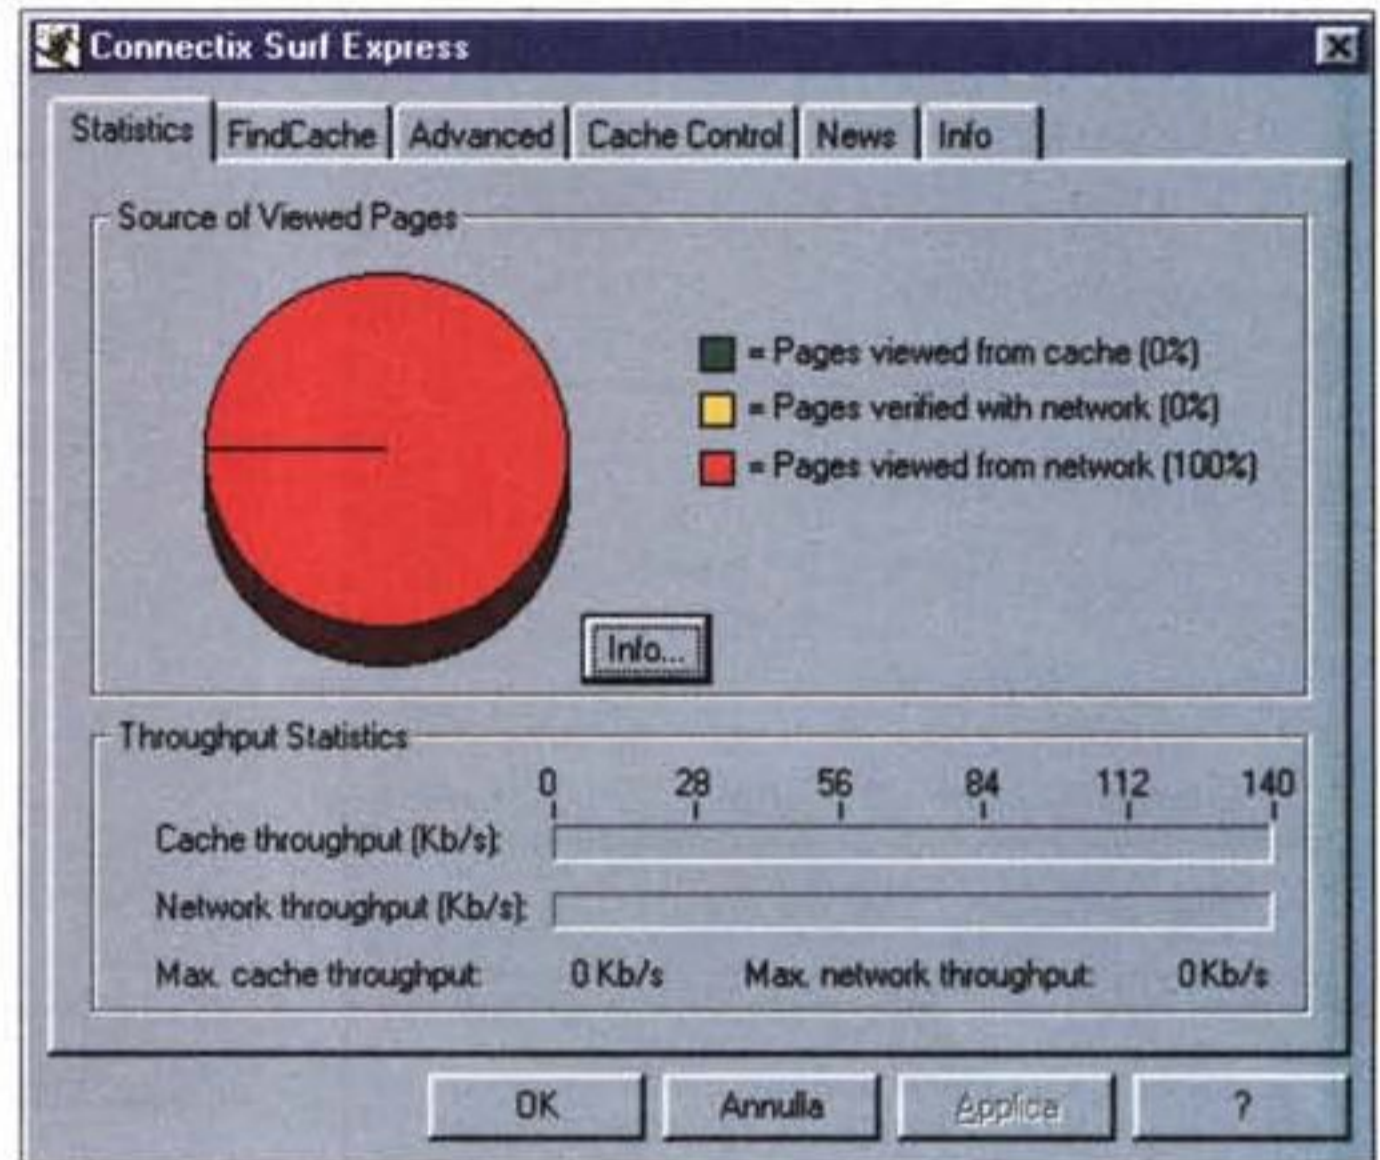 Connectix Surf Express
Statistics FindCache Advanced Cache Control News Info
Source of Viewed Pages
= Pages viewed from cache (0%)
= Pages verified with network (0%)
= Pages viewed from network (100%)
Info...
Throughput Statistics
0 28 56 84 112 140
Cache throughput (Kb/s):
Network throughput (Kb/s):
Max. cache throughput: 0 Kb/s Max. network throughput: 0 Kb/s
OK Annulla Applica ?